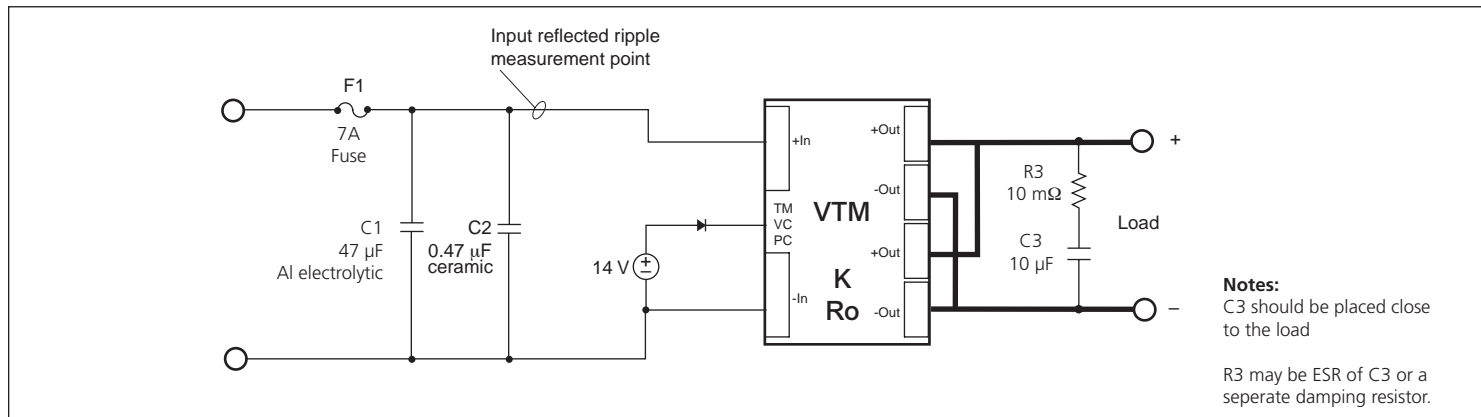 Input reflected ripple
measurement point
F1
7A
Fuse
C1
47 µF
Al electrolytic
C2
0.47 µF
ceramic
14 V
+In
TM
VC
PC
-In
VTM
K
Ro
+Out
-Out
+Out
-Out
R3
10 mΩ
C3
10 µF
+
Load
–
Notes:
C3 should be placed close
to the load
R3 may be ESR of C3 or a
seperate damping resistor.